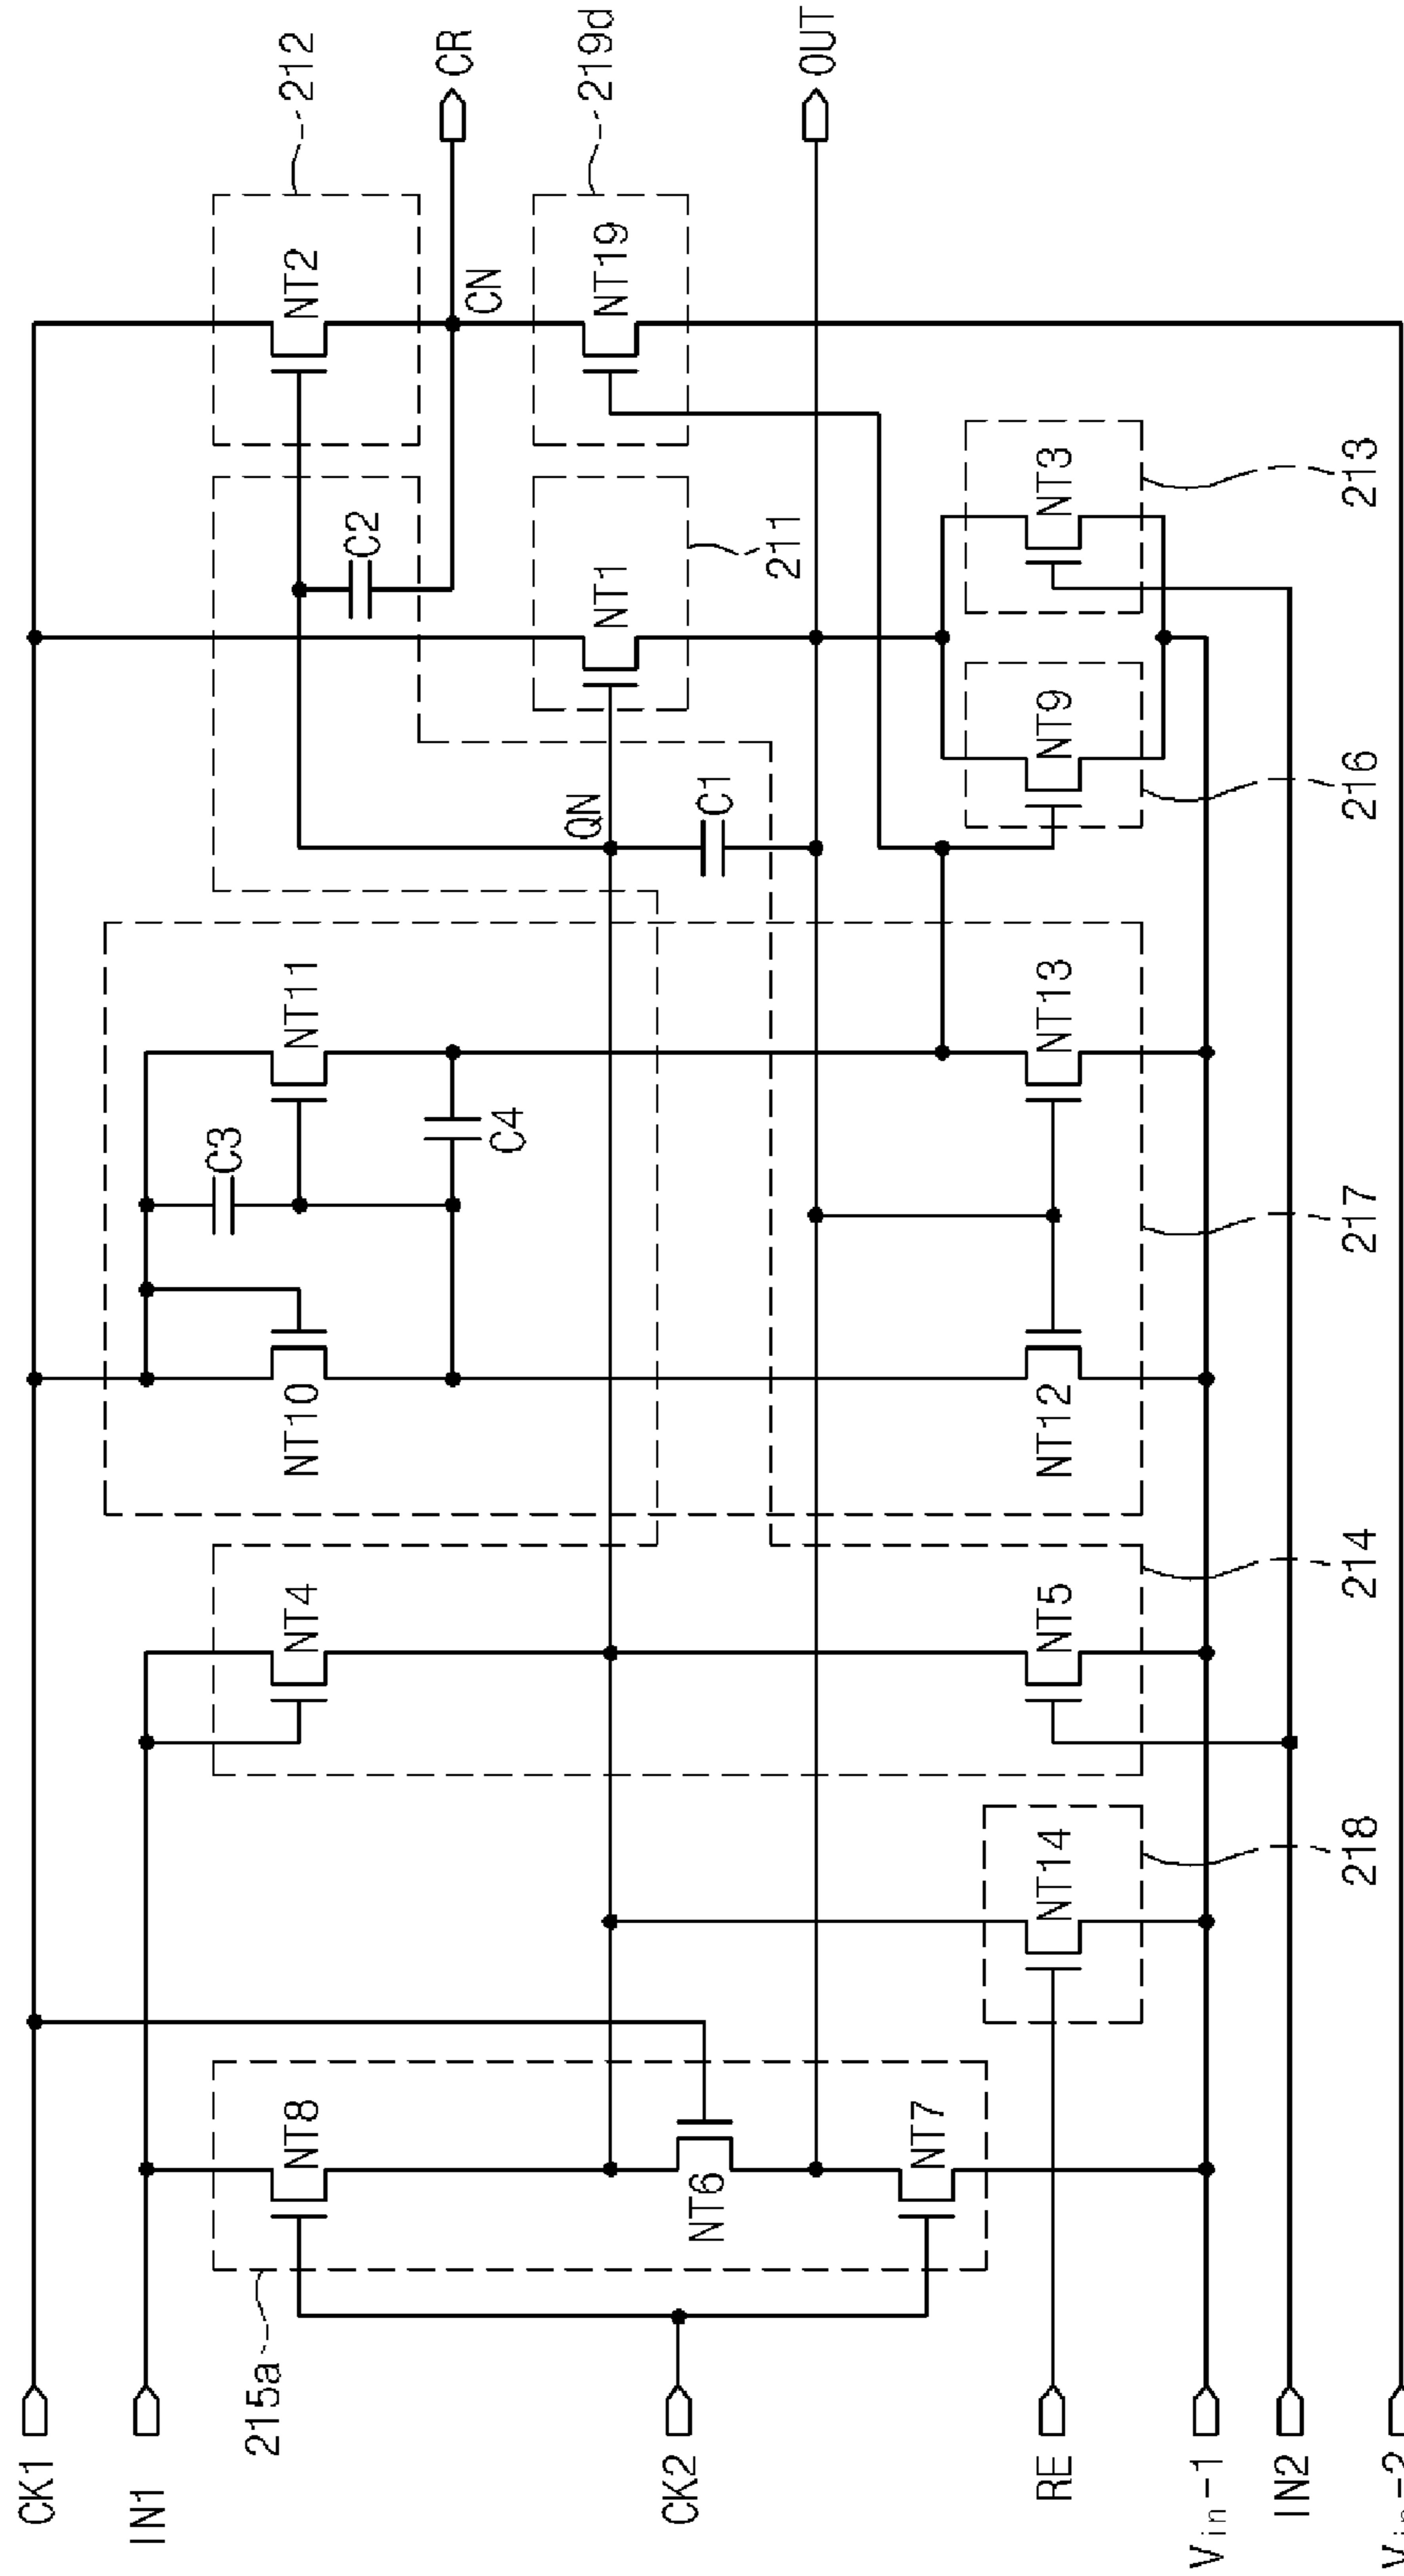 CK1
IN1
CK2
RE
Vin-1
IN2
Vin-2
215a
NT8
NT6
NT7
NT14
218
NT4
NT5
214
NT10
C3
NT11
C4
NT12
NT13
217
QN
C1
C2
NT1
211
NT9
216
NT3
213
NT2
212
CN
NT19
219d
CR
OUT